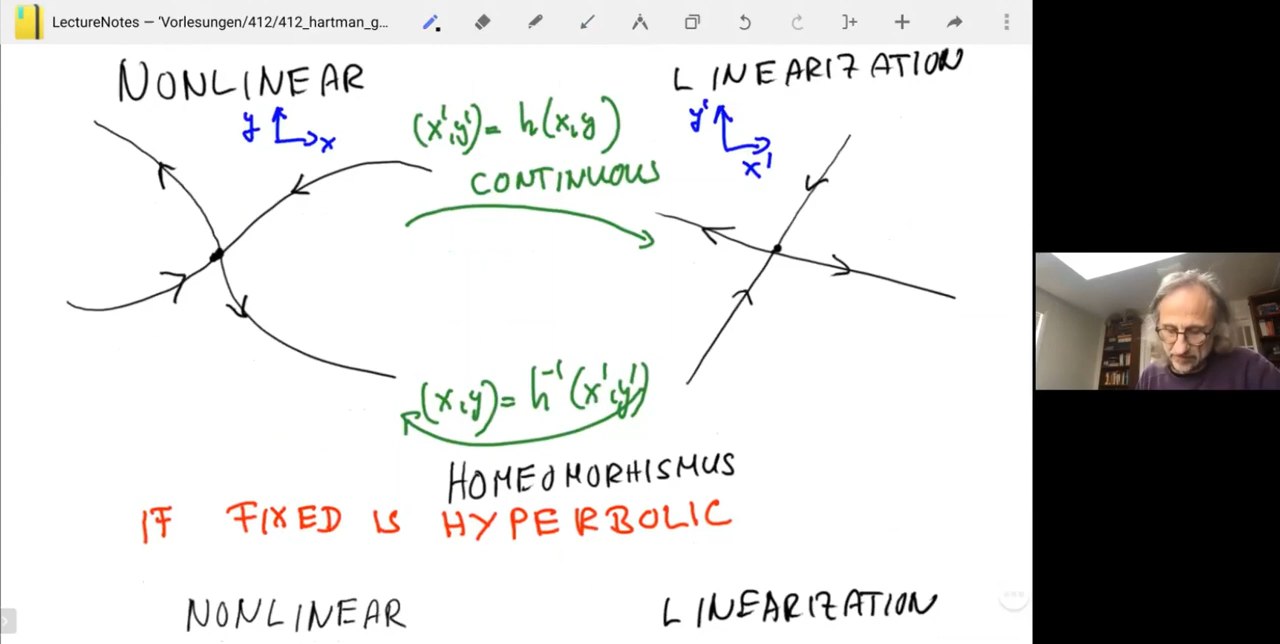 LectureNotes — 'Vorlesungen/412/412_hartman_g...
NONLINEAR
LINEARIZATION
y x
(x',y') = h(x,y)
y' x'
CONTINUOUS
(x,y) = h⁻¹(x',y')
HOMEOMORHISMUS
IF FIXED IS HYPERBOLIC
NONLINEAR
LINEARIZATION